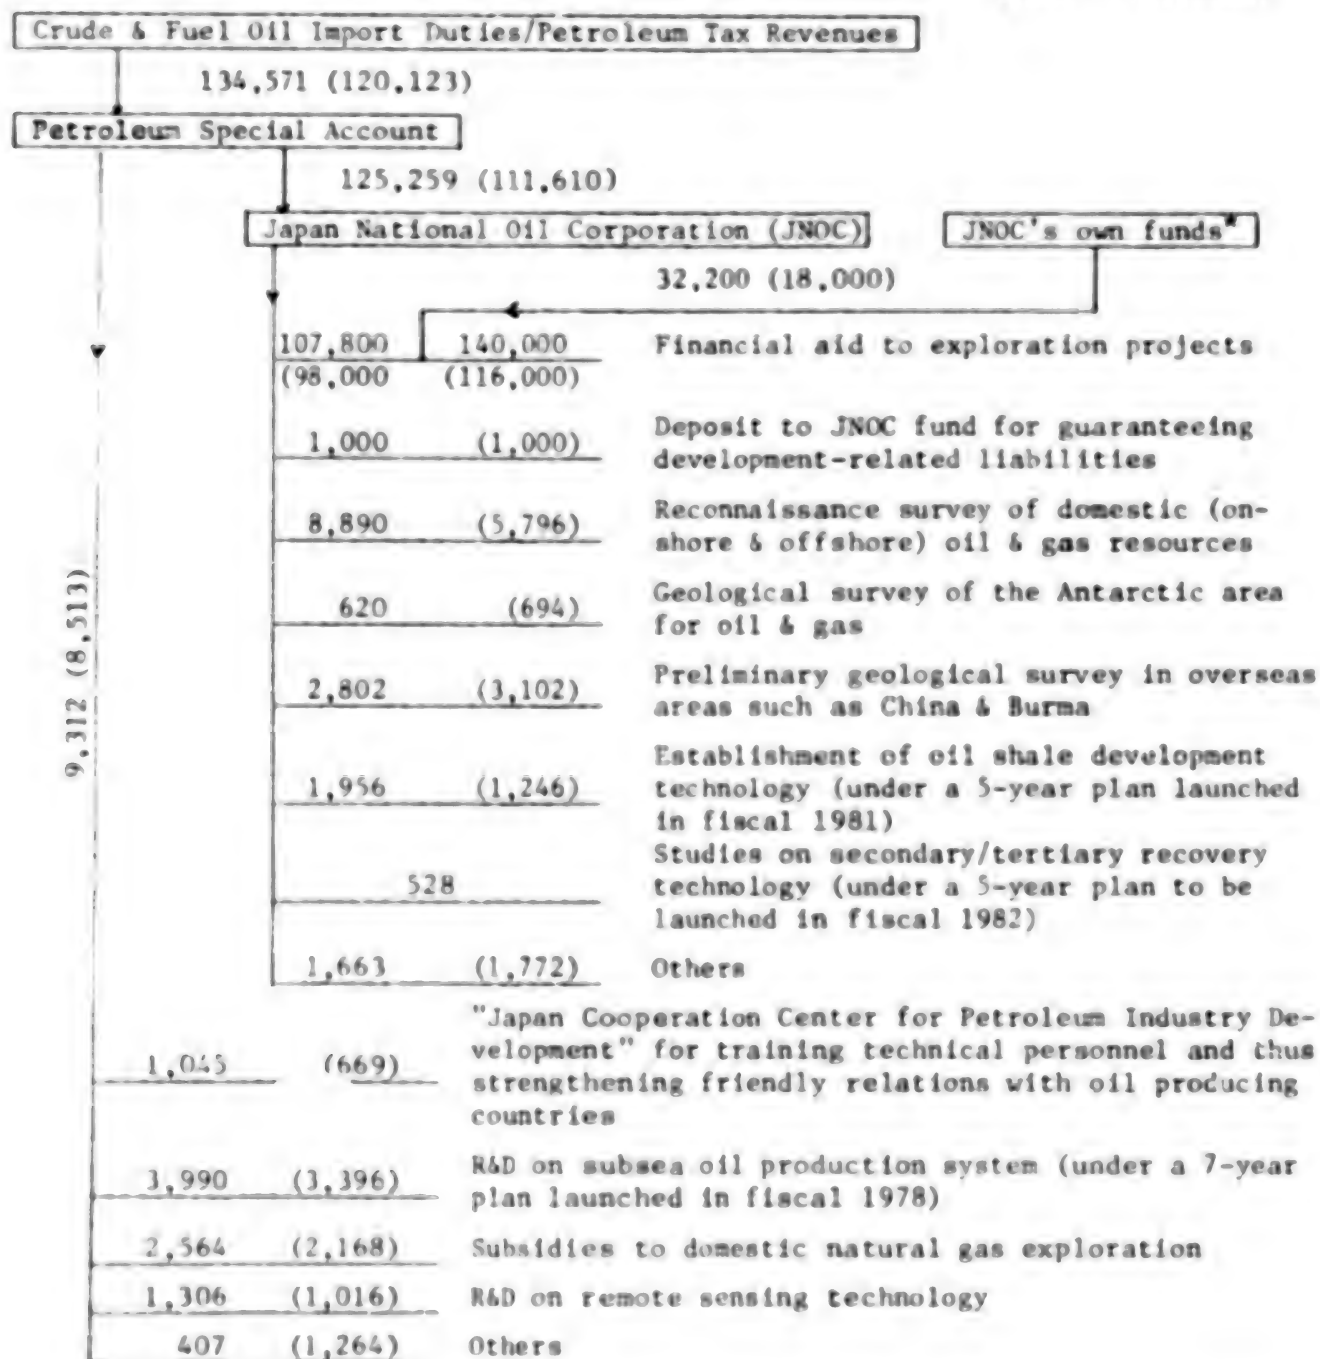 Crude & Fuel Oil Import Duties/Petroleum Tax Revenues
134,571 (120,123)
Petroleum Special Account
125,259 (111,610)
Japan National Oil Corporation (JNOC)
JNOC's own funds*
32,200 (18,000)
107,800 140,000 Financial aid to exploration projects
(98,000 (116,000)
1,000 (1,000) Deposit to JNOC fund for guaranteeing
development-related liabilities
8,890 (5,796) Reconnaissance survey of domestic (on-
shore & offshore) oil & gas resources
620 (694) Geological survey of the Antarctic area
for oil & gas
2,802 (3,102) Preliminary geological survey in overseas
areas such as China & Burma
9,312 (8,513)
Establishment of oil shale development
1,956 (1,246) technology (under a 5-year plan launched
in fiscal 1981)
Studies on secondary/tertiary recovery
528 technology (under a 5-year plan to be
launched in fiscal 1982)
1,663 (1,772) Others
"Japan Cooperation Center for Petroleum Industry De-
1,045 (669) velopment" for training technical personnel and thus
strengthening friendly relations with oil producing
countries
3,990 (3,396) R&D on subsea oil production system (under a 7-year
plan launched in fiscal 1978)
2,564 (2,168) Subsidies to domestic natural gas exploration
1,306 (1,016) R&D on remote sensing technology
407 (1,264) Others